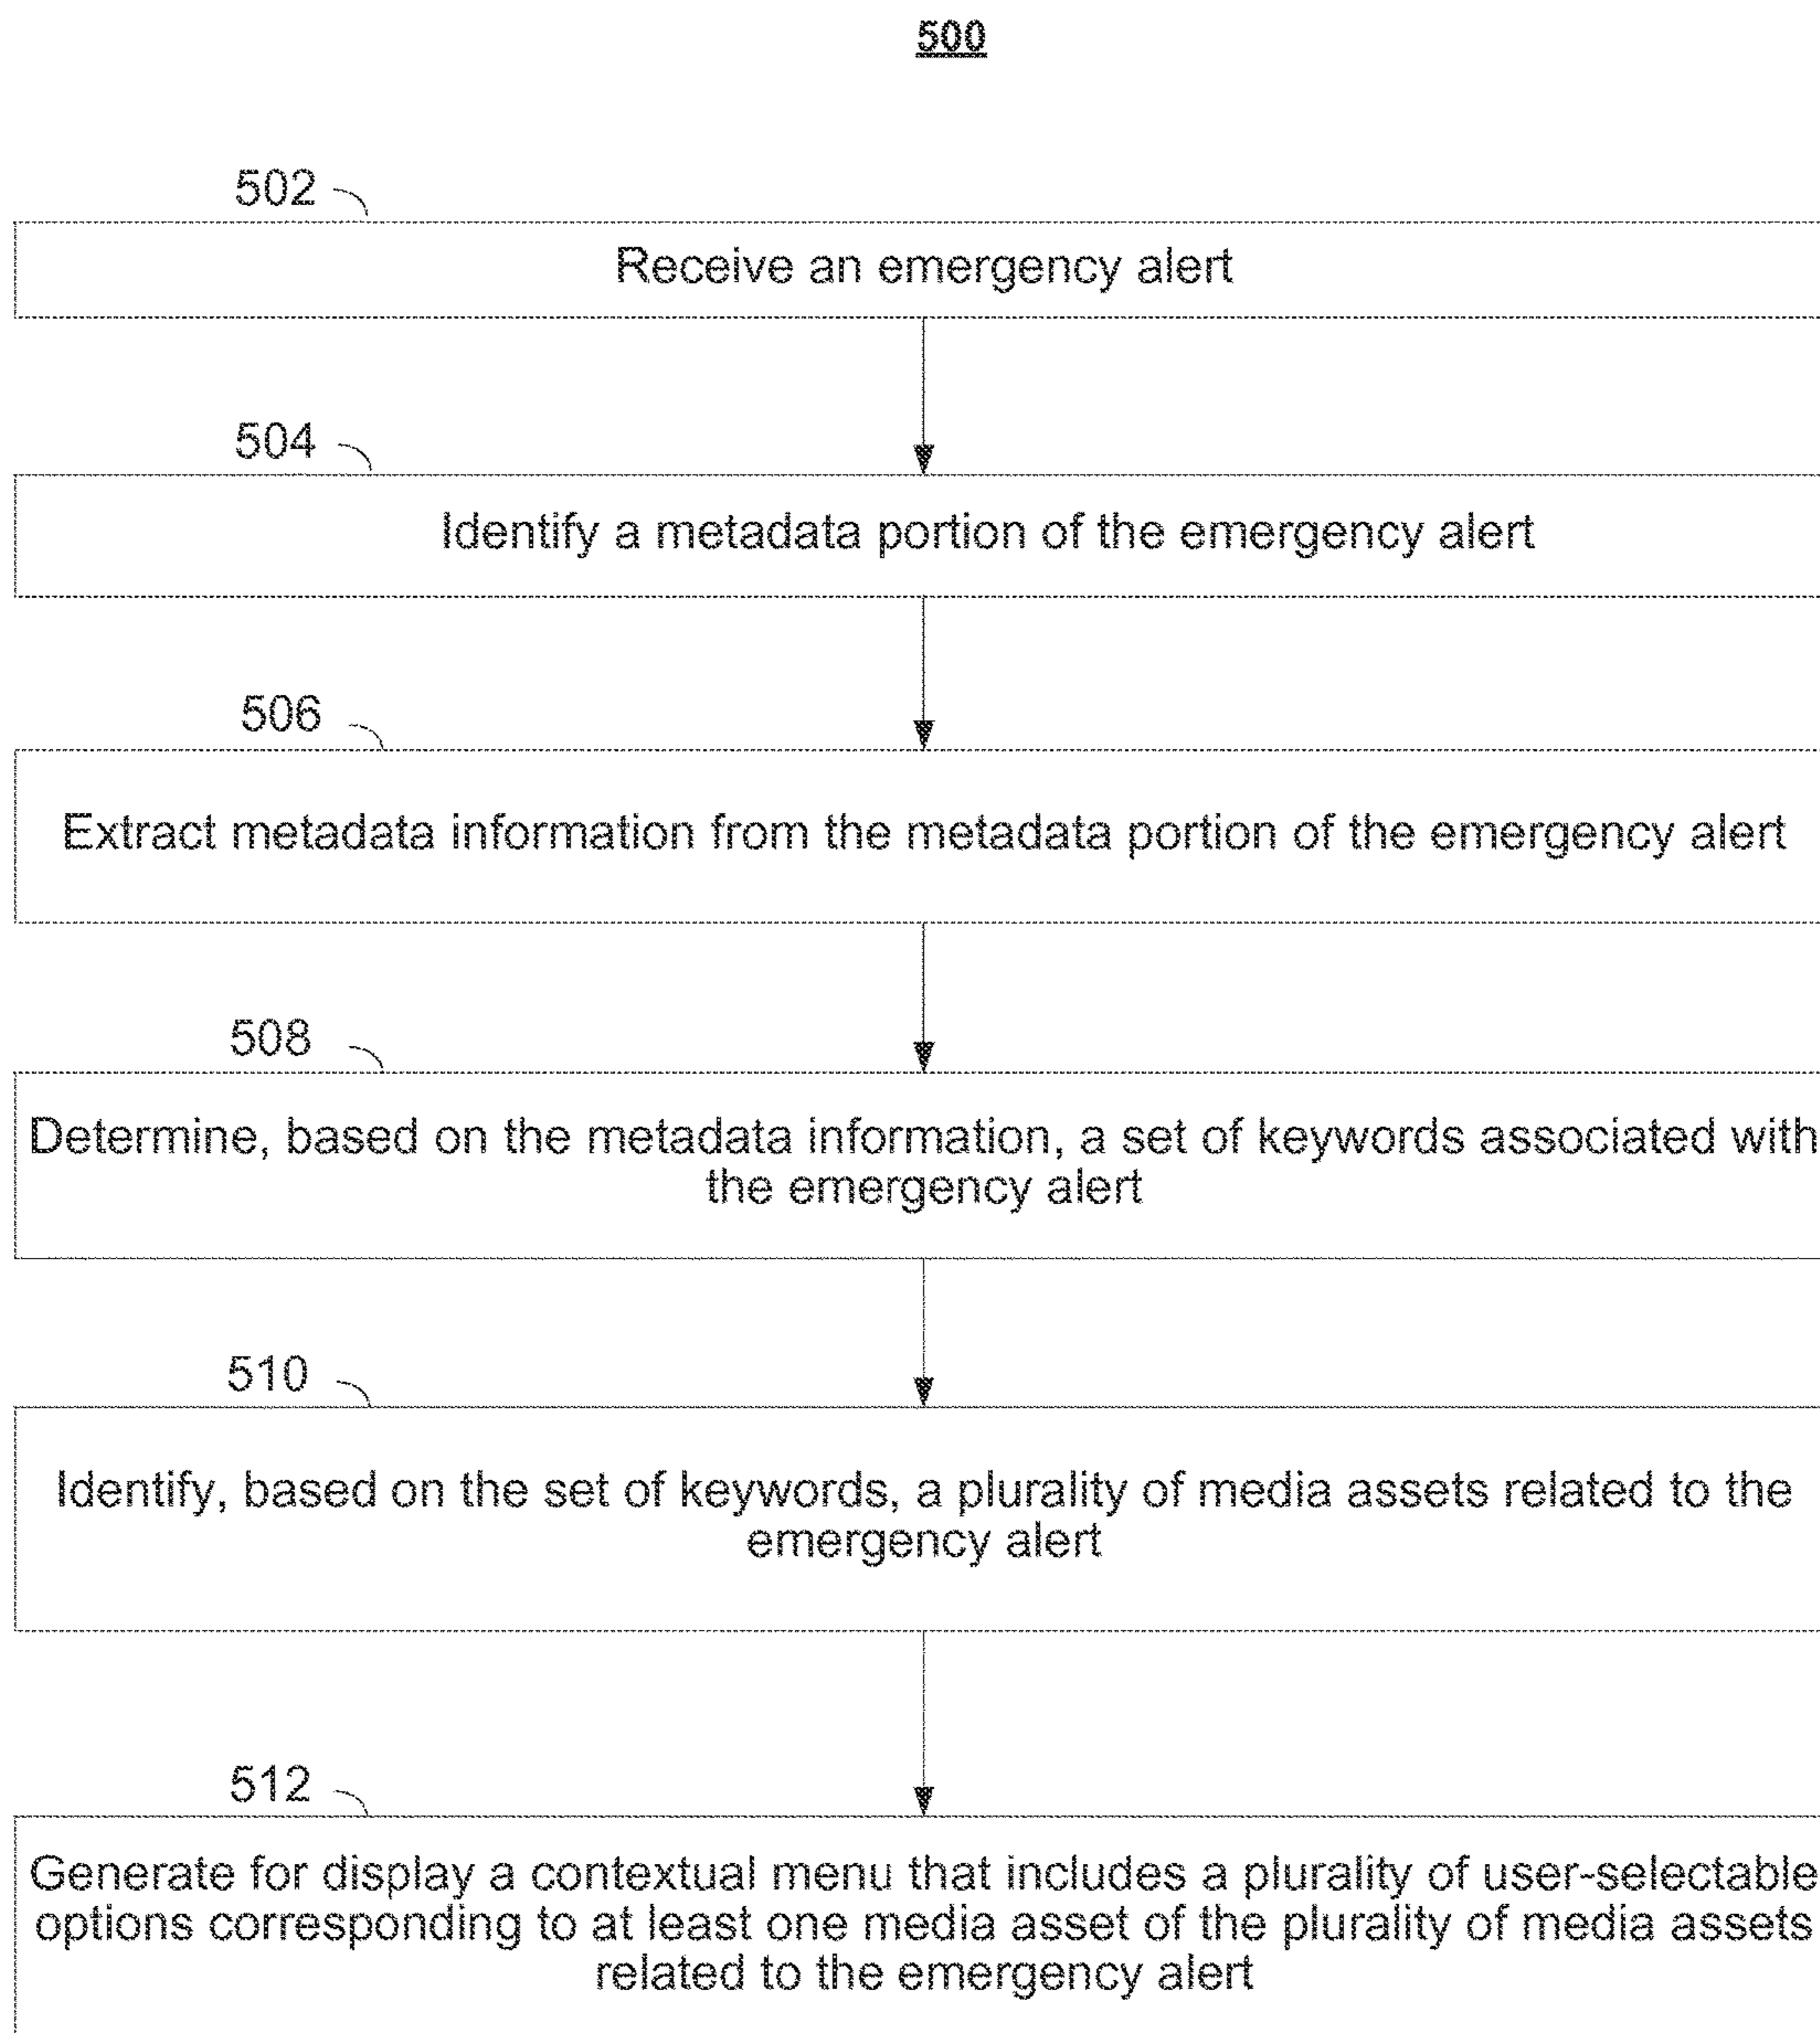 500
502
Receive an emergency alert
504
Identify a metadata portion of the emergency alert
506
Extract metadata information from the metadata portion of the emergency alert
508
Determine, based on the metadata information, a set of keywords associated with
the emergency alert
510
Identify, based on the set of keywords, a plurality of media assets related to the
emergency alert
512
Generate for display a contextual menu that includes a plurality of user-selectable
options corresponding to at least one media asset of the plurality of media assets
related to the emergency alert